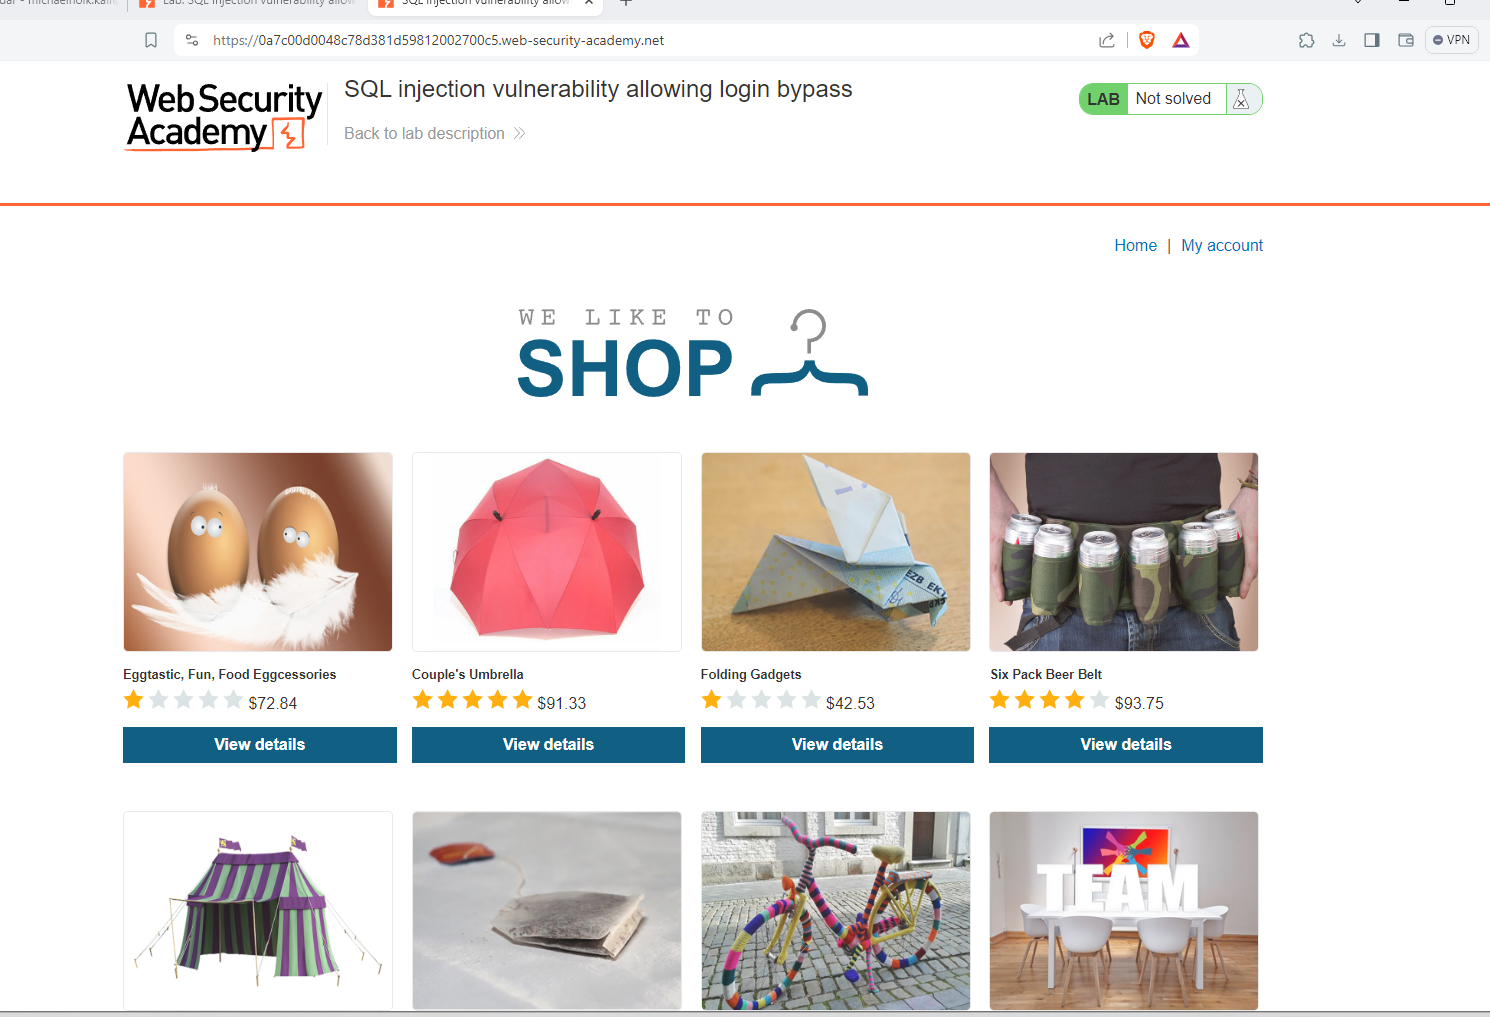 Lab: SQL injection vulnerability allow
SQL injection vulnerability allow
https://0a7c00d0048c78d381d59812002700c5.web-security-academy.net
VPN
Web Security
Academy
SQL injection vulnerability allowing login bypass
Back to lab description
LAB
Not solved
Home | My account
WE LIKE TO
SHOP
Eggtastic, Fun, Food Eggcessories
$72.84
View details
Couple's Umbrella
$91.33
View details
Folding Gadgets
$42.53
View details
Six Pack Beer Belt
$93.75
View details
EZB EK
TEAM